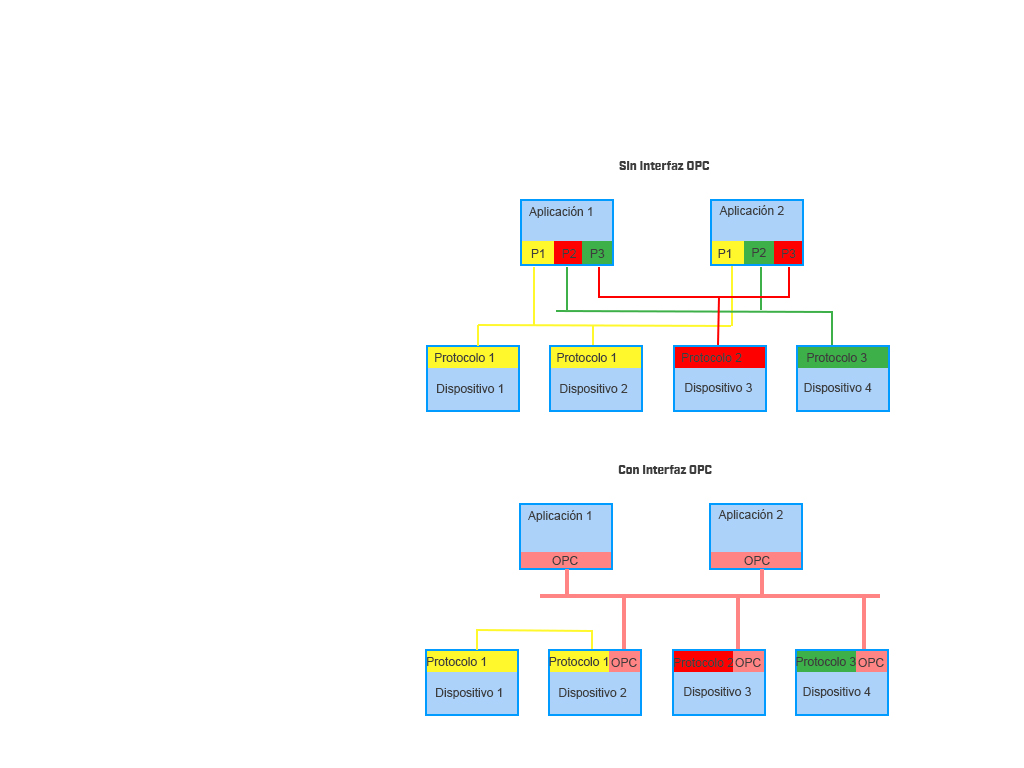 Sin Interfaz OPC
Aplicación 1
Aplicación 2
P1 P2 P3
P1 P2 P3
Protocolo 1
Protocolo 1
Protocolo 2
Protocolo 3
Dispositivo 1
Dispositivo 2
Dispositivo 3
Dispositivo 4
Con Interfaz OPC
Aplicación 1
Aplicación 2
OPC
OPC
Protocolo 1
Protocolo 1 OPC
Protocolo 2 OPC
Protocolo 3 OPC
Dispositivo 1
Dispositivo 2
Dispositivo 3
Dispositivo 4